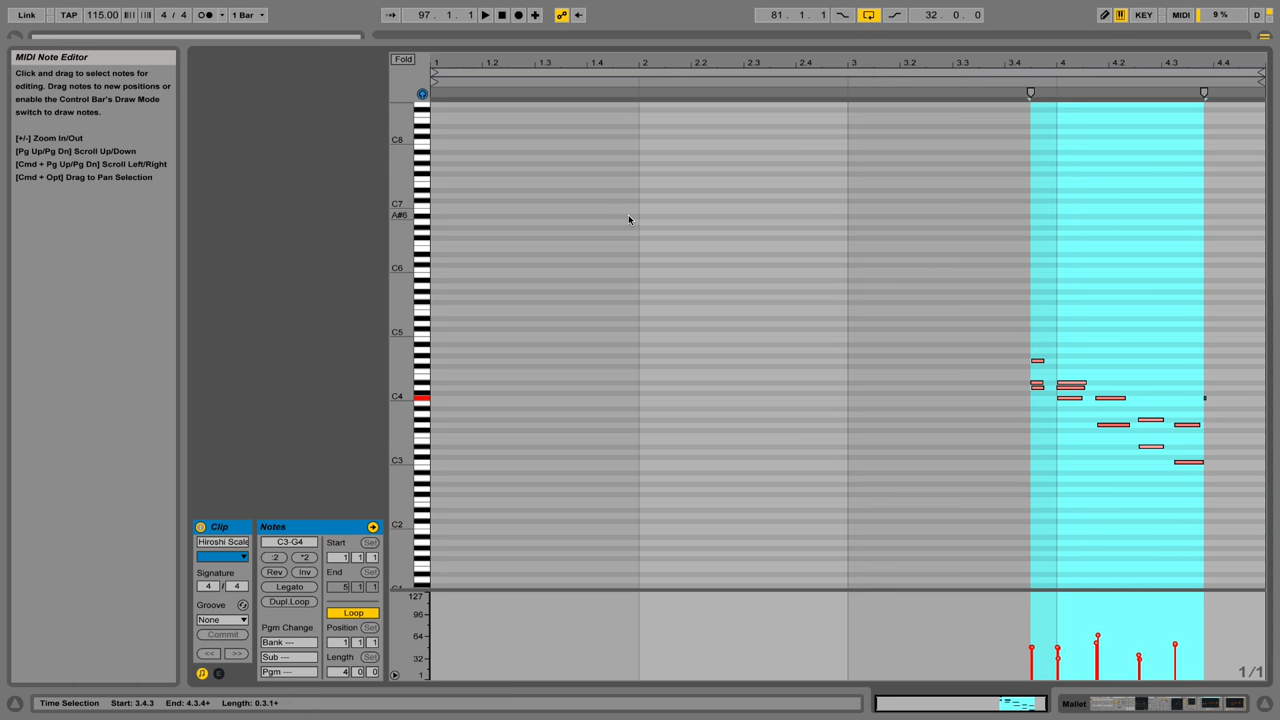 Link TAP 115.00 4 / 4 1 Bar 97. 1. 1 81. 1. 1 32. 0. 0 KEY MIDI 9 % D
MIDI Note Editor
Click and drag to select notes for
editing. Drag notes to new positions or
enable the Control Bar's Draw Mode
switch to draw notes.
[+/-] Zoom In/Out
[Pg Up/Pg Dn] Scroll Up/Down
[Cmd + Pg Up/Pg Dn] Scroll Left/Right
[Cmd + Opt] Drag to Pan Selection
Fold
1 1.2 1.3 1.4 2 2.2 2.3 2.4 3 3.2 3.3 3.4 4 4.2 4.3 4.4
C8
C7
A#6
C6
C5
C4
C3
C2
Clip
Hiroshi Scale
Signature
4 / 4
Groove
None
Commit
<< >>
Notes
C3-G4
:2 *2
Rev Inv
Legato
Dupl.Loop
Pgm Change
Bank ---
Sub ---
Pgm ---
Start Set
1 1 1
End Set
5 1 1
Loop
Position Set
1 1 1
Length Set
4 0 0
127
96
64
32
1
1/1
Time Selection Start: 3.4.3 End: 4.3.4+ Length: 0.3.1+
Mallet